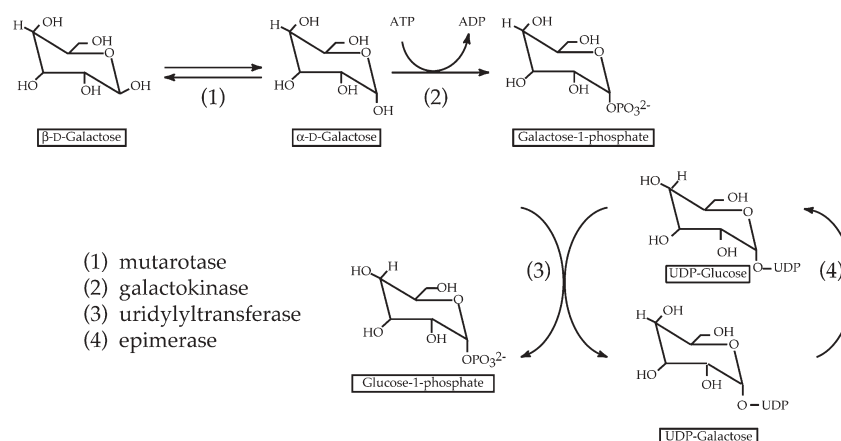 H OH
OH
O
HO
OH
OH
β-D-Galactose
(1)
H OH
OH
O
HO
OH
OH
α-D-Galactose
ATP
ADP
(2)
H OH
OH
O
HO
OH
OPO₃²⁻
Galactose-1-phosphate
(1) mutarotase
(2) galactokinase
(3) uridylyltransferase
(4) epimerase
HO H
OH
O
HO
OH
OPO₃²⁻
Glucose-1-phosphate
(3)
HO H
OH
O
HO
OH
O–UDP
UDP-Glucose
(4)
H OH
OH
O
HO
OH
O–UDP
UDP-Galactose